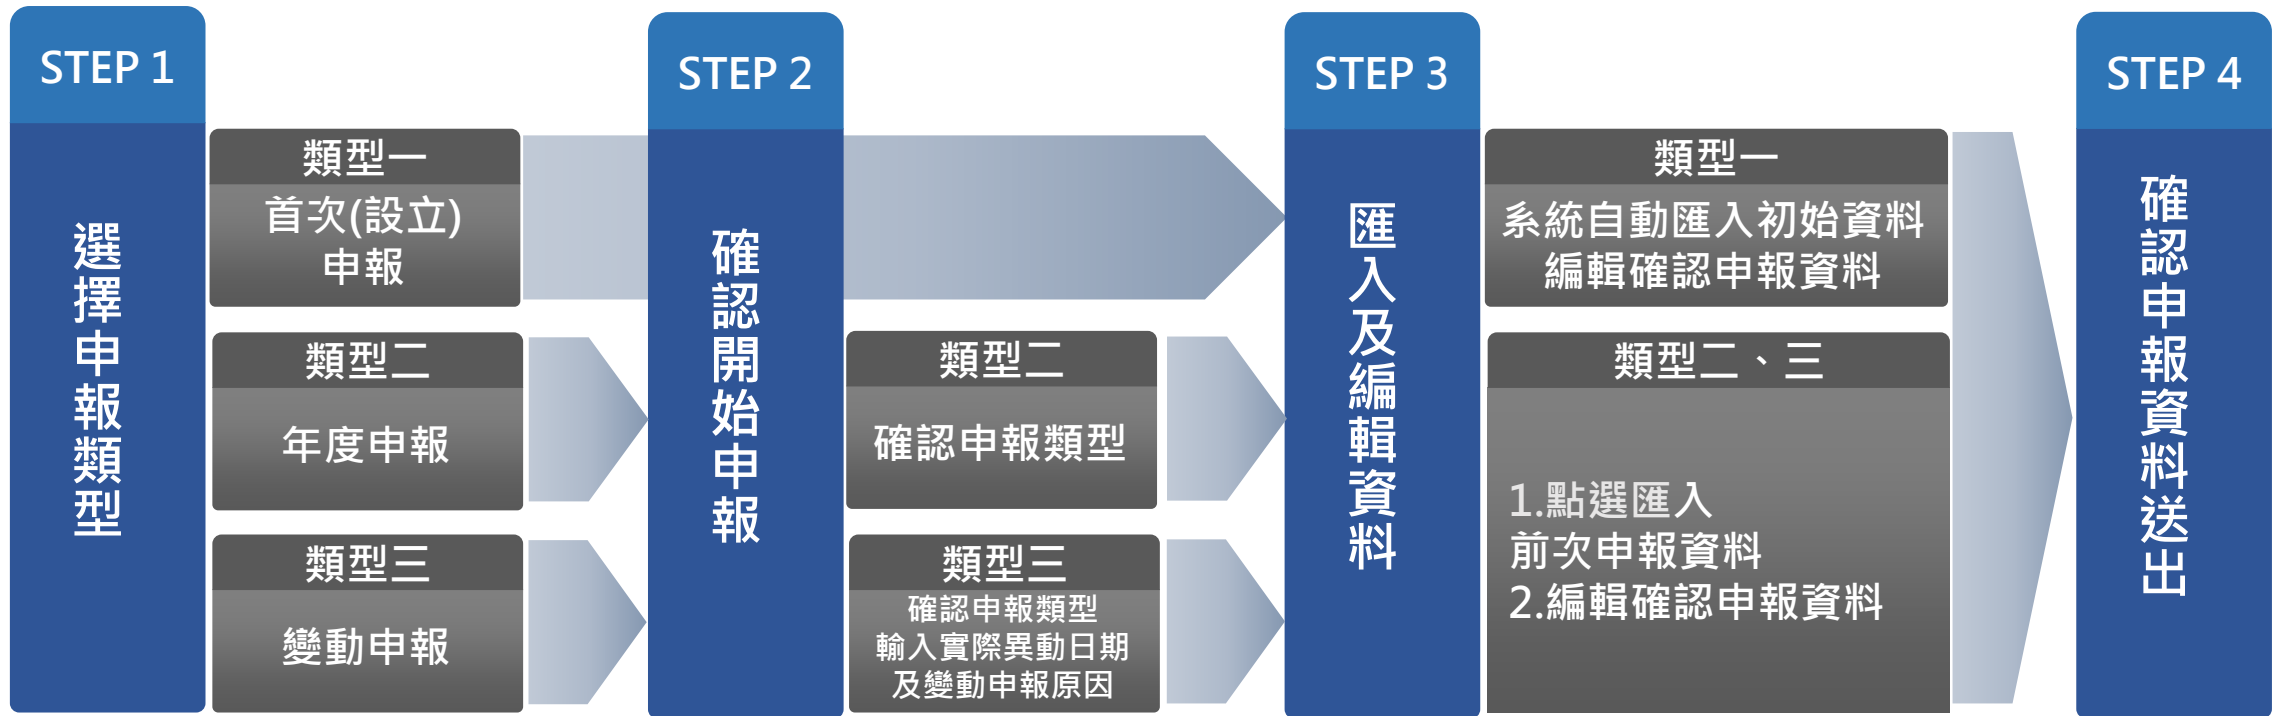 STEP 1
選擇申報類型
類型一
首次(設立)
申報
類型二
年度申報
類型三
變動申報
STEP 2
確認開始申報
類型二
確認申報類型
類型三
確認申報類型
輸入實際異動日期
及變動申報原因
STEP 3
匯入及編輯資料
類型一
系統自動匯入初始資料
編輯確認申報資料
類型二、三
1.點選匯入
前次申報資料
2.編輯確認申報資料
STEP 4
確認申報資料送出